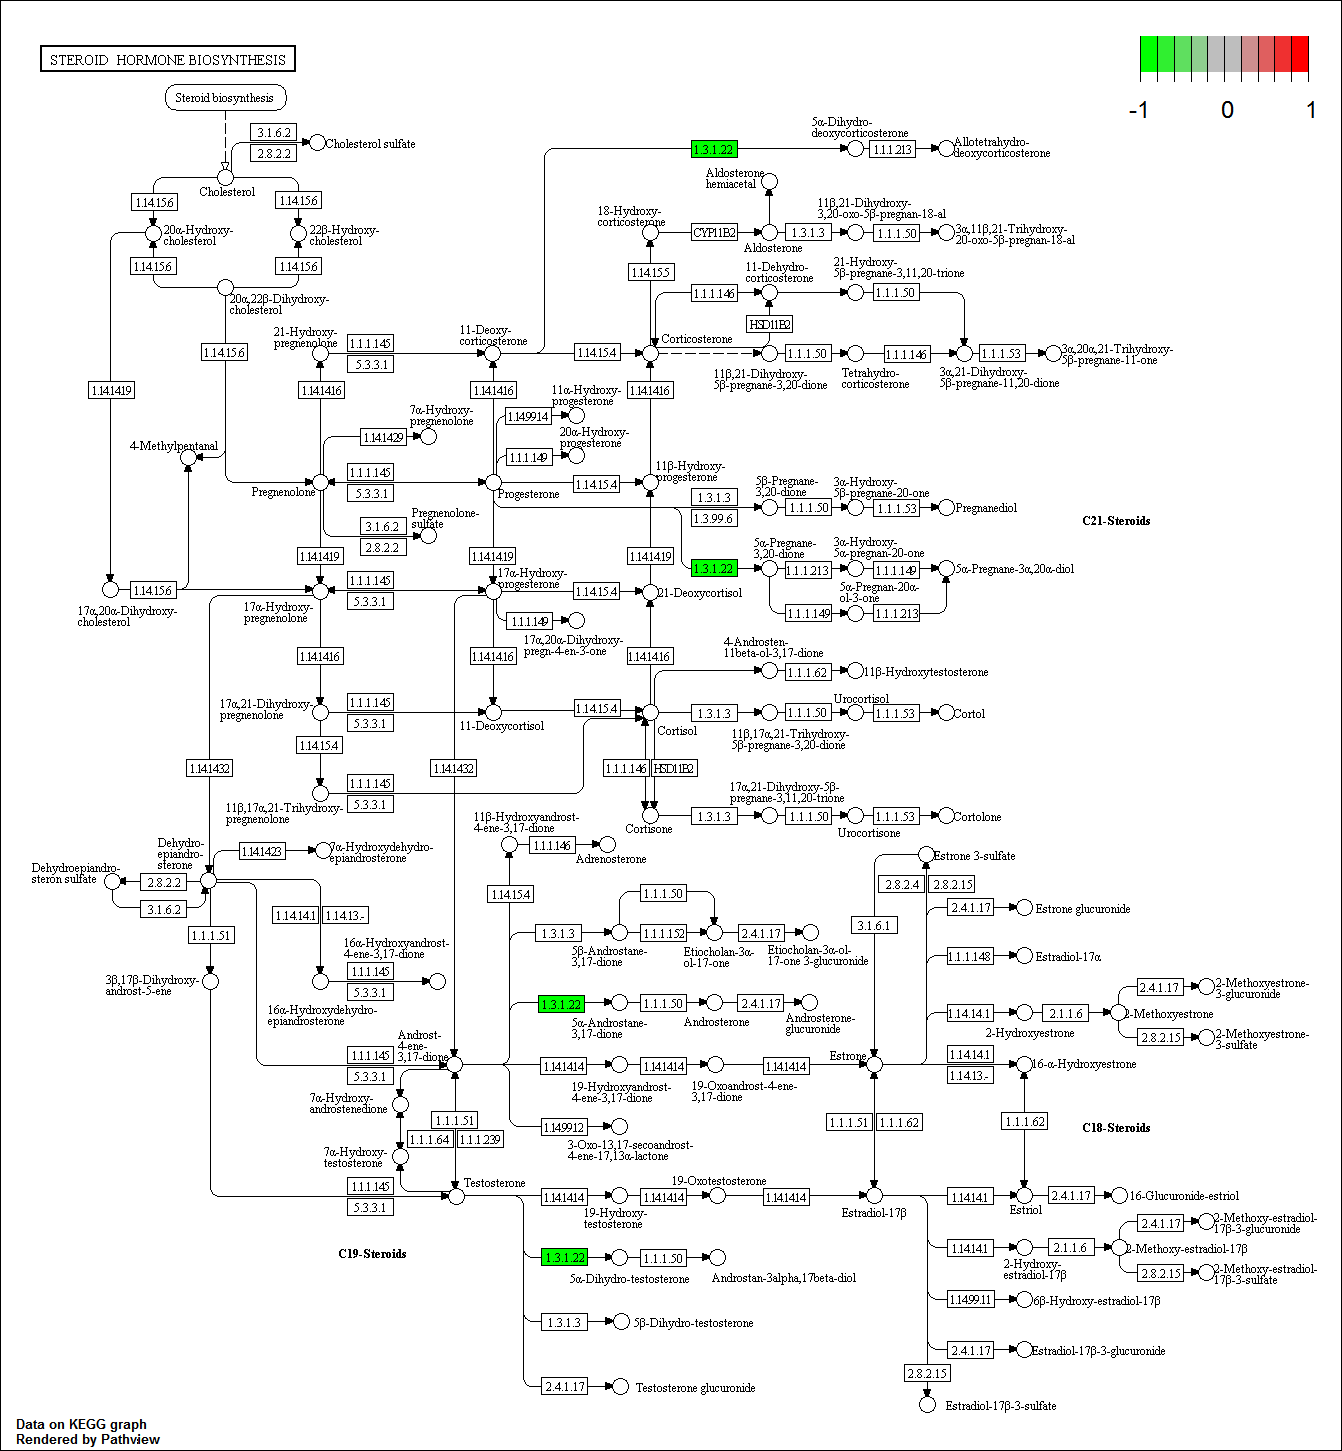 STEROID HORMONE BIOSYNTHESIS
-1
0
1
Steroid biosynthesis
3.1.6.2
2.8.2.2
Cholesterol sulfate
Cholesterol
1.14.15.6
1.14.15.6
20α-Hydroxy-
cholesterol
22β-Hydroxy-
cholesterol
1.14.15.6
1.14.15.6
20α,22β-Dihydroxy-
cholesterol
1.3.1.22
5α-Dihydro-
deoxycorticosterone
1.1.1.213
Allotetrahydro-
deoxycorticosterone
Aldosterone
hemiacetal
18-Hydroxy-
corticosterone
CYP11B2
Aldosterone
11β,21-Dihydroxy-
3,20-oxo-5β-pregnan-18-al
1.3.1.3
1.1.1.50
3α,11β,21-Trihydroxy-
20-oxo-5β-pregnan-18-al
1.14.15.5
11-Dehydro-
corticosterone
21-Hydroxy-
5β-pregnane-3,11,20-trione
1.1.1.146
1.1.1.50
HSD11B2
21-Hydroxy-
pregnenolone
1.1.1.145
5.3.3.1
11-Deoxy-
corticosterone
1.14.15.4
Corticosterone
1.14.15.6
11β,21-Dihydroxy-
5β-pregnane-3,20-dione
1.1.1.50
Tetrahydro-
corticosterone
1.1.1.146
3α,21-Dihydroxy-
5β-pregnane-11,20-dione
1.1.1.53
3α,20α,21-Trihydroxy-
5β-pregnane-11-one
1.14.14.19
1.14.14.16
1.14.14.16
1.14.14.16
11α-Hydroxy-
progesterone
1.14.99.14
7α-Hydroxy-
pregnenolone
1.14.14.29
20α-Hydroxy-
progesterone
1.1.1.149
4-Methylpentanal
Pregnenolone
1.1.1.145
5.3.3.1
Progesterone
1.14.15.4
11β-Hydroxy-
progesterone
1.3.1.3
1.3.99.6
5β-Pregnane-
3,20-dione
1.1.1.50
3α-Hydroxy-
5β-pregnane-20-one
1.1.1.53
Pregnanediol
C21-Steroids
3.1.6.2
2.8.2.2
Pregnenolone-
sulfate
1.14.14.19
1.14.14.19
1.14.14.19
1.3.1.22
5α-Pregnane-
3,20-dione
1.1.1.213
3α-Hydroxy-
5α-pregnan-20-one
1.1.1.149
5α-Pregnane-3α,20α-diol
5α-Pregnan-20α-
ol-3-one
1.1.1.149
1.1.1.213
17α,20α-Dihydroxy-
cholesterol
1.14.15.6
17α-Hydroxy-
pregnenolone
1.1.1.145
5.3.3.1
17α-Hydroxy-
progesterone
1.14.15.4
21-Deoxycortisol
1.1.1.149
17α,20α-Dihydroxy-
pregn-4-en-3-one
1.14.14.16
1.14.14.16
1.14.14.16
4-Androsten-
11beta-ol-3,17-dione
1.1.1.62
11β-Hydroxytestosterone
17α,21-Dihydroxy-
pregnenolone
1.1.1.145
5.3.3.1
11-Deoxycortisol
1.14.15.4
Cortisol
1.3.1.3
11β,17α,21-Trihydroxy-
5β-pregnane-3,20-dione
1.1.1.50
Urocortisol
1.1.1.53
Cortol
1.14.15.4
1.14.14.32
1.14.14.32
1.1.1.146
HSD11B2
11β,17α,21-Trihydroxy-
pregnenolone
1.1.1.145
5.3.3.1
Cortisone
1.3.1.3
17α,21-Dihydroxy-5β-
pregnane-3,11,20-trione
1.1.1.50
Urocortisone
1.1.1.53
Cortolone
11β-Hydroxyandrost-
4-ene-3,17-dione
1.1.1.146
Adrenosterone
Dehydro-
epiandro-
sterone
1.14.14.23
7α-Hydroxydehydro-
epiandrosterone
Dehydroepiandro-
steron sulfate
2.8.2.2
3.1.6.2
1.1.1.51
1.14.14.1
1.14.13.-
16α-Hydroxyandrost-
4-ene-3,17-dione
1.1.1.145
5.3.3.1
3β,17β-Dihydroxy-
androst-5-ene
16α-Hydroxydehydro-
epiandrosterone
1.14.15.4
1.1.1.50
1.3.1.3
5β-Androstane-
3,17-dione
1.1.1.152
Etiocholan-3α-
ol-17-one
2.4.1.17
Etiocholan-3α-ol-
17-one 3-glucuronide
1.3.1.22
5α-Androstane-
3,17-dione
1.1.1.50
Androsterone
2.4.1.17
Androsterone-
glucuronide
Estrone 3-sulfate
2.8.2.4
2.8.2.15
3.1.6.1
2.4.1.17
Estrone glucuronide
1.1.1.148
Estradiol-17α
1.14.14.1
2-Hydroxyestrone
2.1.1.6
2-Methoxyestrone
2.4.1.17
2-Methoxyestrone-
3-glucuronide
2.8.2.15
2-Methoxyestrone-
3-sulfate
Androst-
4-ene-
3,17-dione
1.1.1.145
5.3.3.1
1.14.14.14
19-Hydroxyandrost-
4-ene-3,17-dione
1.14.14.14
19-Oxoandrost-4-ene-
3,17-dione
1.14.14.14
Estrone
1.14.14.1
1.14.13.-
16-α-Hydroxyestrone
7α-Hydroxy-
androstenedione
1.1.1.51
1.1.1.64
1.1.1.239
1.14.99.12
3-Oxo-13,17-secoandrost-
4-ene-17,13α-lactone
1.1.1.51
1.1.1.62
1.1.1.62
C18-Steroids
7α-Hydroxy-
testosterone
1.1.1.145
5.3.3.1
Testosterone
1.14.14.14
19-Hydroxy-
testosterone
1.14.14.14
19-Oxotestosterone
1.14.14.14
Estradiol-17β
1.14.14.1
Estriol
2.4.1.17
16-Glucuronide-estriol
C19-Steroids
1.3.1.22
5α-Dihydro-testosterone
1.1.1.50
Androstan-3alpha,17beta-diol
1.14.14.1
2-Hydroxy-
estradiol-17β
2.1.1.6
2-Methoxy-estradiol-17β
2.4.1.17
2-Methoxy-estradiol-
17β-3-glucuronide
2.8.2.15
2-Methoxy-estradiol-
17β-3-sulfate
1.3.1.3
5β-Dihydro-testosterone
1.14.99.11
6β-Hydroxy-estradiol-17β
2.4.1.17
Estradiol-17β-3-glucuronide
2.4.1.17
Testosterone glucuronide
2.8.2.15
Estradiol-17β-3-sulfate
Data on KEGG graph
Rendered by Pathview